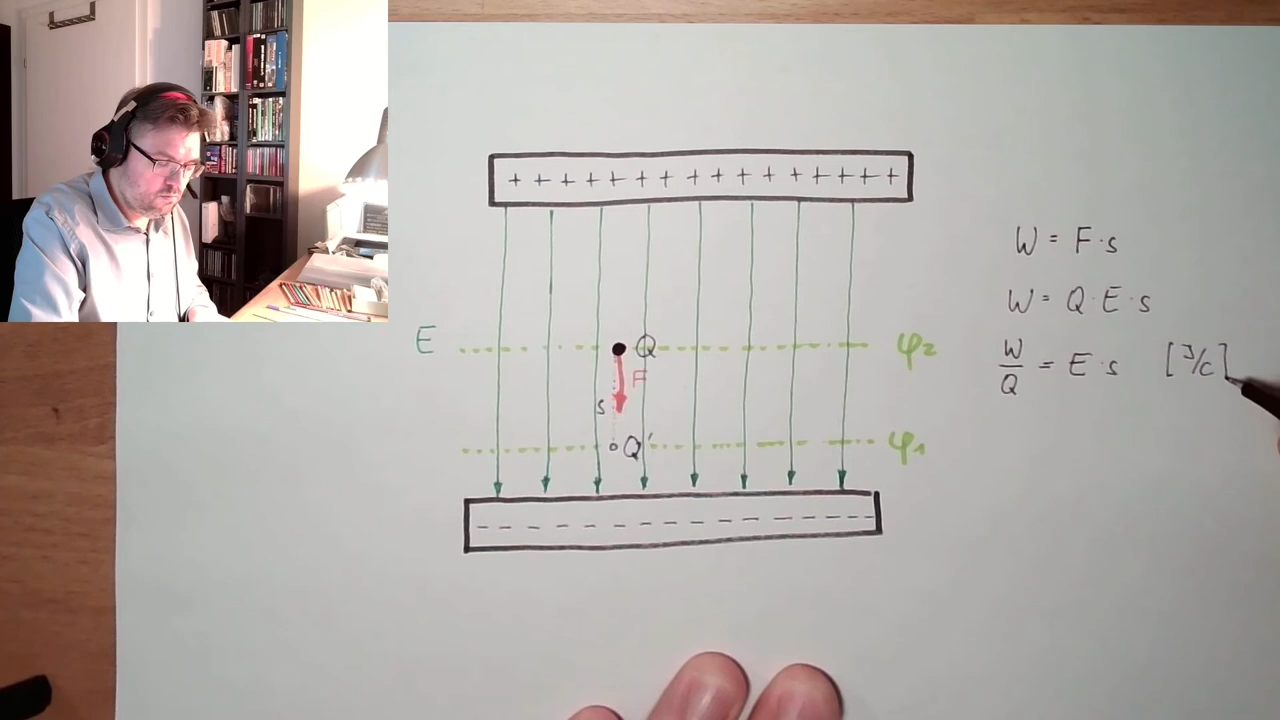 + + + + + + + + + + + + + + + +
W = F · s
W = Q · E · s
E
Q
φ2
W/Q = E · s [J/C]
F
s
Q'
φ1
- - - - - - - - - - - - - - - -